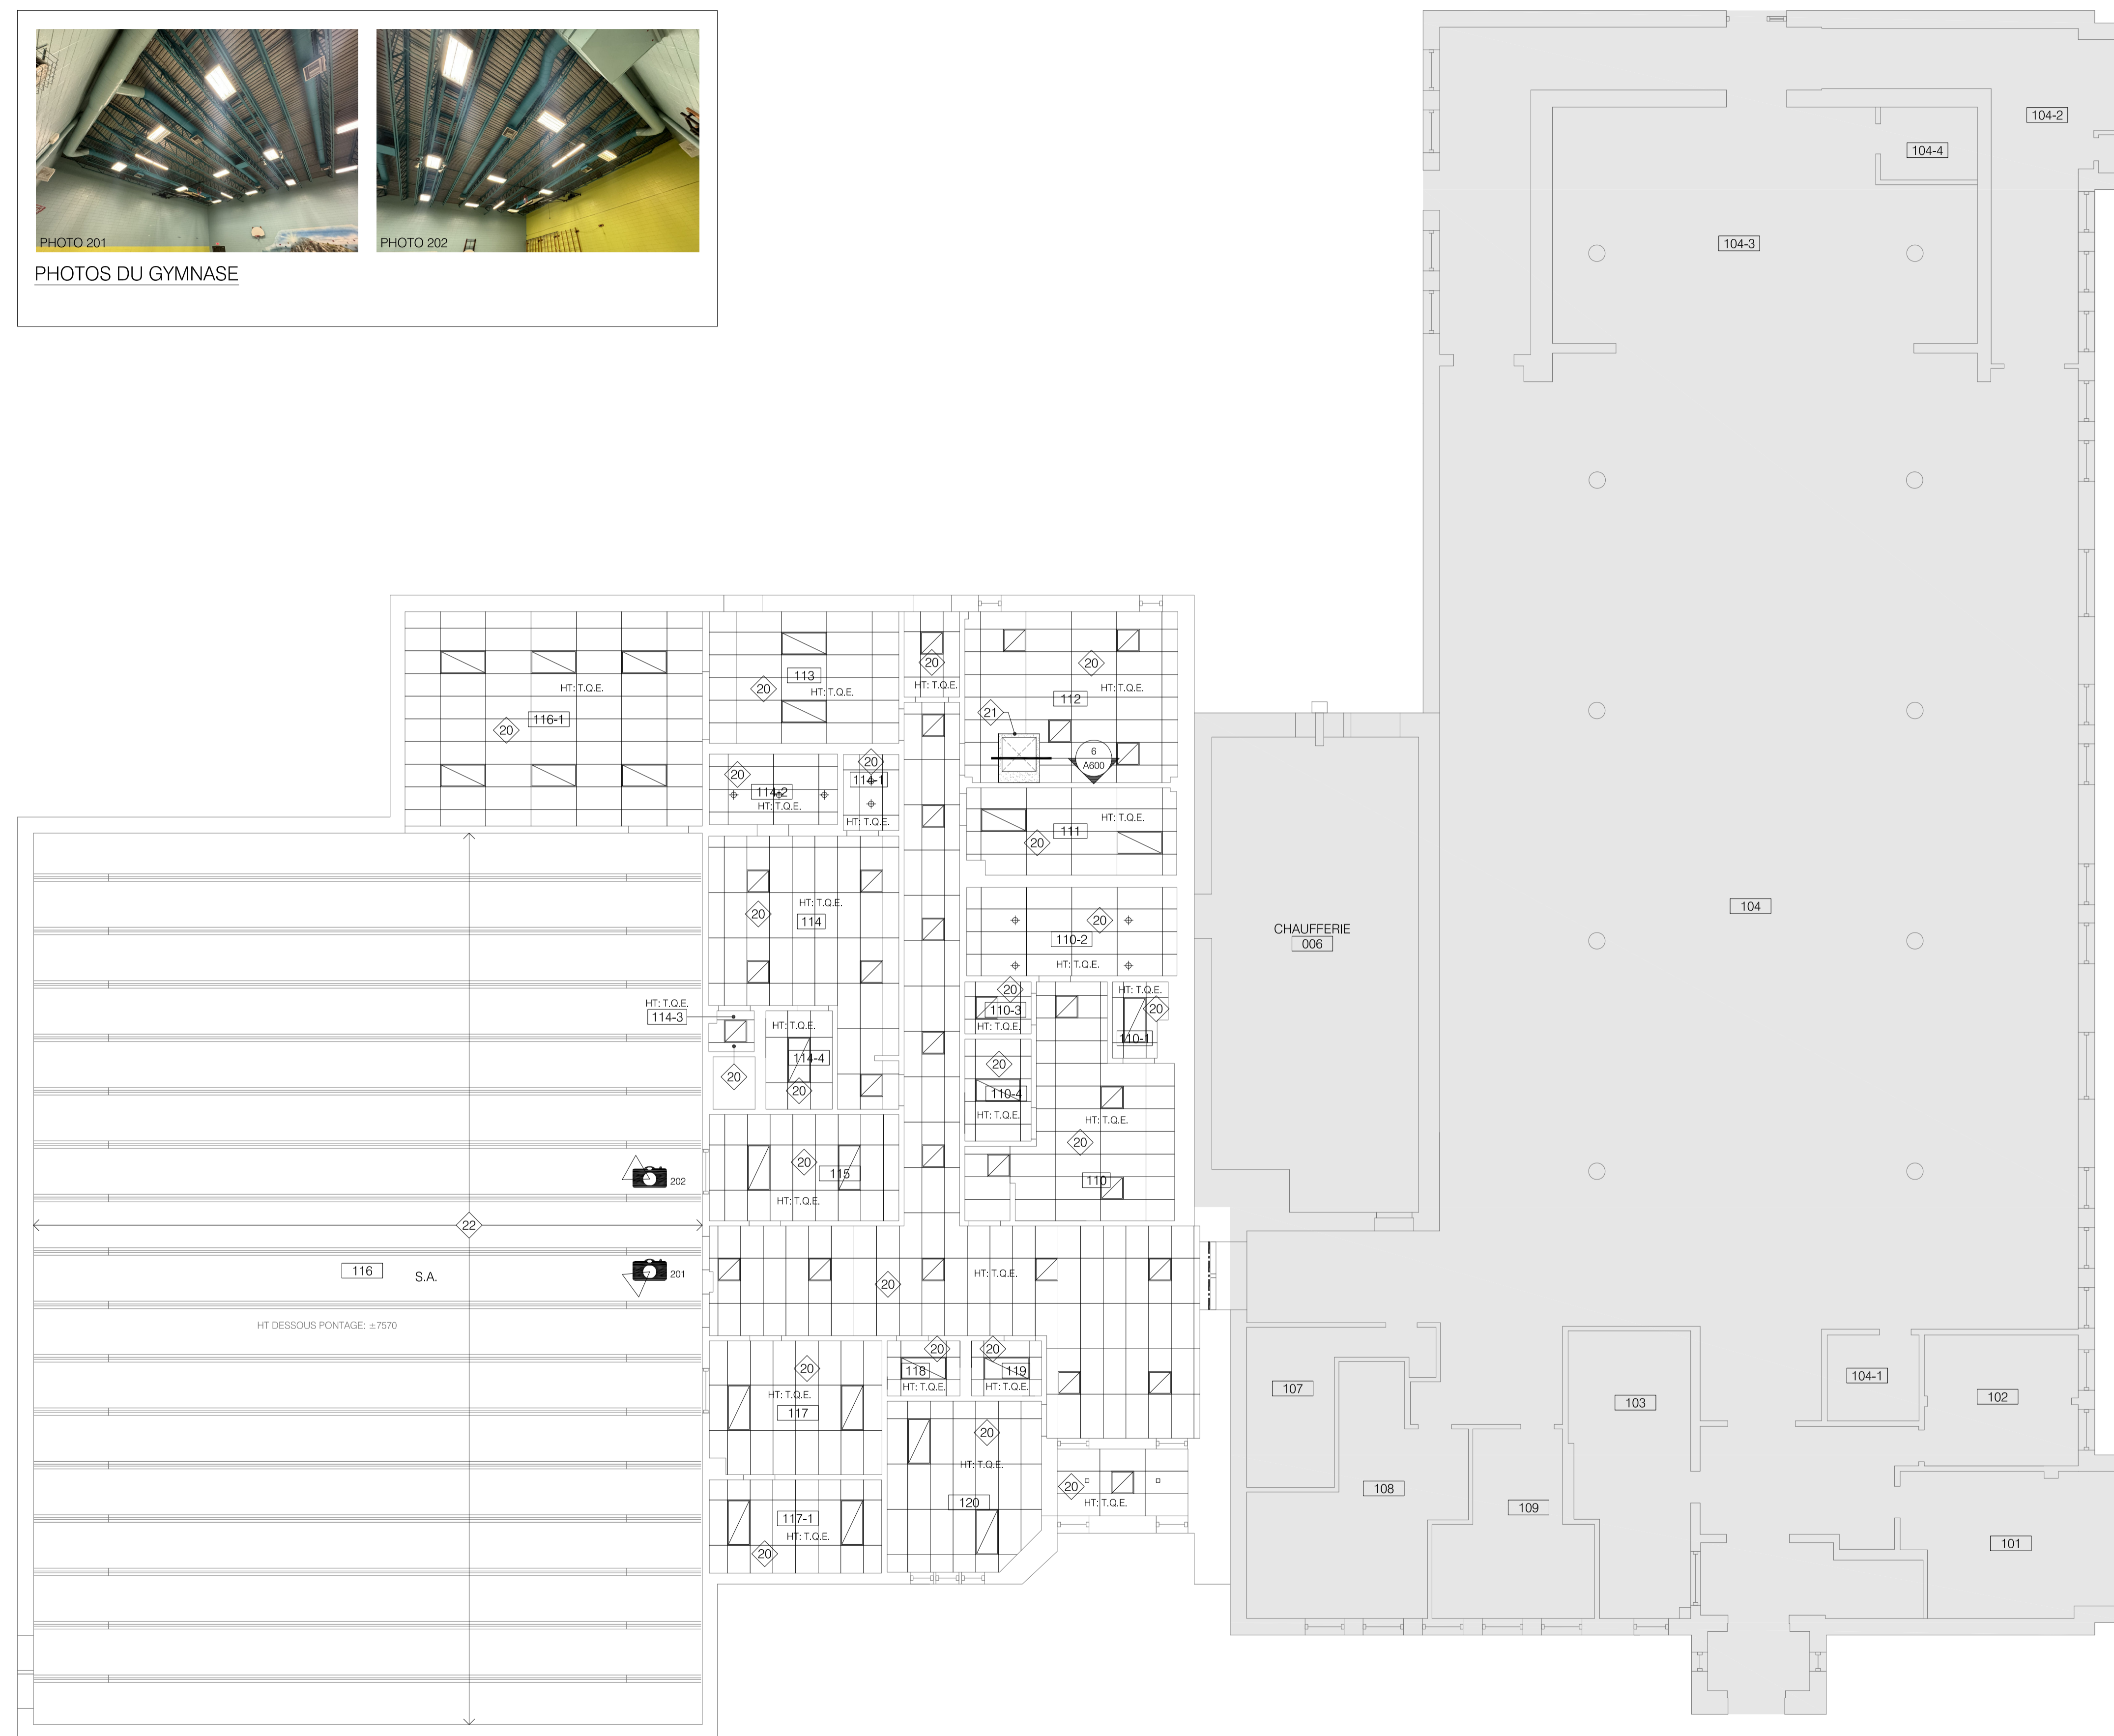 PHOTO 201
PHOTO 202
PHOTOS DU GYMNASE
104-2
104-4
104-3
20
HT: T.Q.E.
116-1
20
113
20
HT: T.Q.E.
20
HT: T.Q.E.
20
112
HT: T.Q.E.
21
6
A600
20
114-2
HT: T.Q.E.
20
114-1
HT: T.Q.E.
HT: T.Q.E.
111
20
HT: T.Q.E.
20
114
20
110-2
HT: T.Q.E.
104
CHAUFFERIE
006
HT: T.Q.E.
114-3
20
HT: T.Q.E.
114-4
20
20
110-3
HT: T.Q.E.
HT: T.Q.E.
20
110-1
20
110-4
HT: T.Q.E.
HT: T.Q.E.
20
110
20
115
HT: T.Q.E.
202
22
116
S.A.
201
HT DESSOUS PONTAGE: ±7570
HT: T.Q.E.
20
20
HT: T.Q.E.
117
20
118
HT: T.Q.E.
20
119
HT: T.Q.E.
20
HT: T.Q.E.
120
20
HT: T.Q.E.
117-1
HT: T.Q.E.
20
107
108
109
103
104-1
102
101